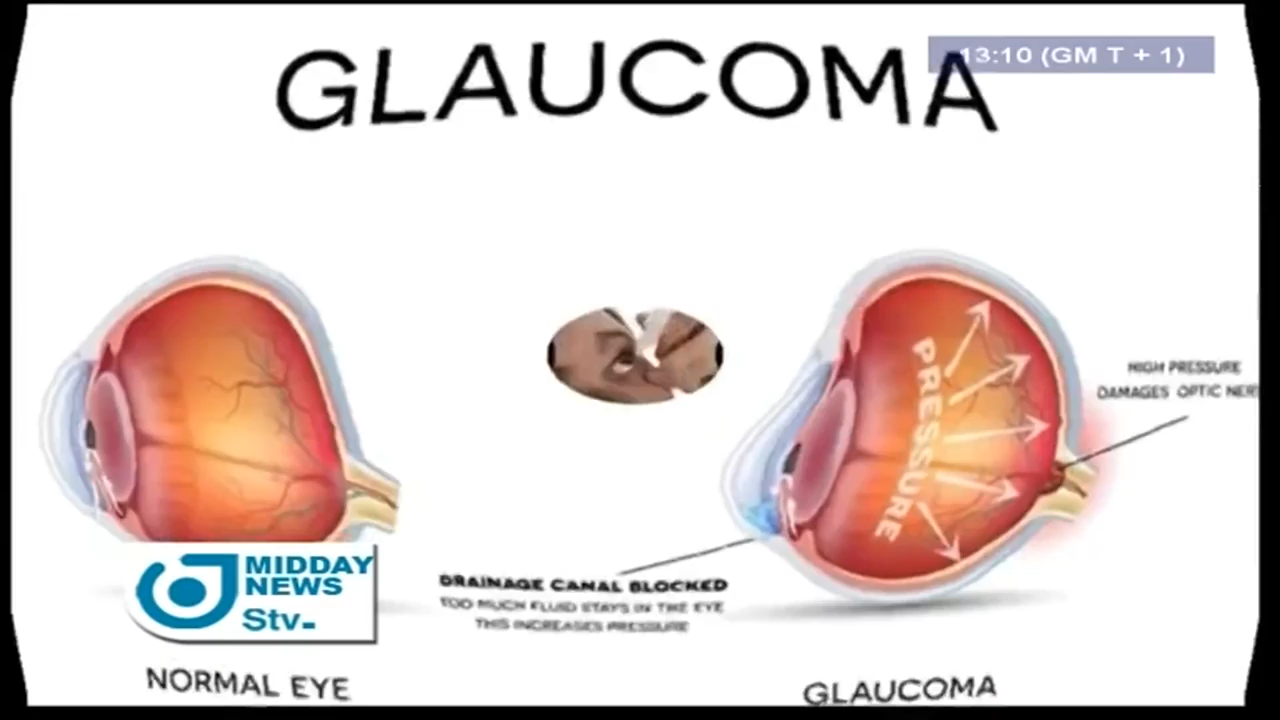 GLAUCOMA
13:10 (GMT + 1)
PRESSURE
HIGH PRESSURE
DAMAGES OPTIC NER
DRAINAGE CANAL BLOCKED
TOO MUCH FLUID STAYS IN THE EYE
THIS INCREASES PRESSURE
MIDDAY
NEWS
Stv
NORMAL EYE
GLAUCOMA